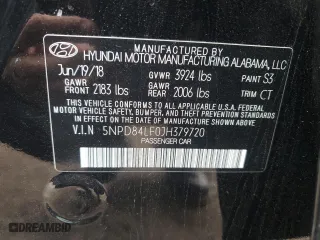 MANUFACTURED BY
HYUNDAI MOTOR MANUFACTURING ALABAMA, LLC
Jun/19/18 GVWR 3924 lbs PAINT S3
GAWR FRONT 2183 lbs GAWR REAR 2006 lbs TRIM CT
THIS VEHICLE CONFORMS TO ALL APPLICABLE U.S. FEDERAL
MOTOR VEHICLE SAFETY, BUMPER, AND THEFT PREVENTION
STANDARDS IN EFFECT ON THE DATE OF MANUFACTURE SHOWN ABOVE.
V.I.N 5NPD84LF0JH379720
PASSENGER CAR
DREAMBID